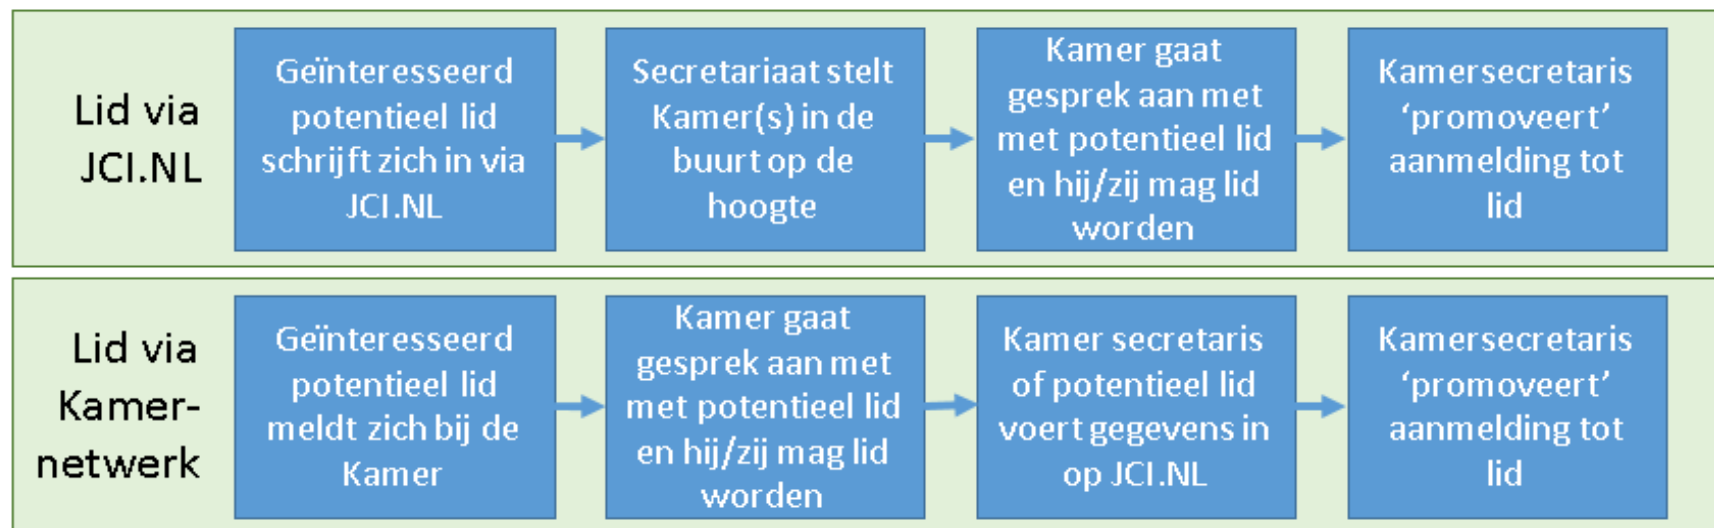 Lid via
JCI.NL
Geïnteresseerd
potentieel lid
schrijft zich in via
JCI.NL
Secretariaat stelt
Kamer(s) in de
buurt op de
hoogte
Kamer gaat
gesprek aan met
met potentieel lid
en hij/zij mag lid
worden
Kamersecretaris
‘promoveert’
aanmelding tot
lid
Lid via
Kamer-
netwerk
Geïnteresseerd
potentieel lid
meldt zich bij de
Kamer
Kamer gaat
gesprek aan met
met potentieel lid
en hij/zij mag lid
worden
Kamer secretaris
of potentieel lid
voert gegevens in
op JCI.NL
Kamersecretaris
‘promoveert’
aanmelding tot
lid